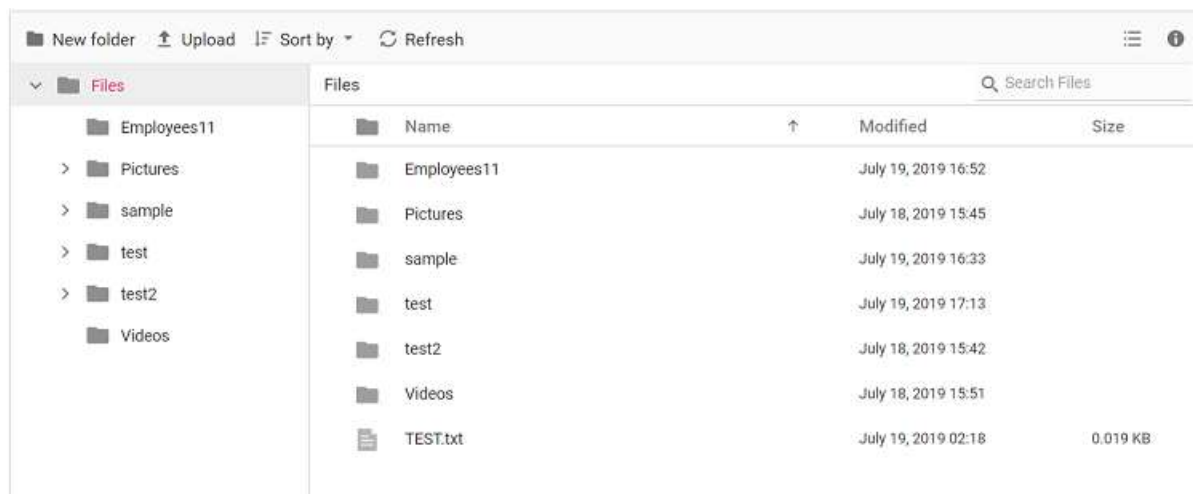 New folder Upload Sort by Refresh
Files
Employees11
Pictures
sample
test
test2
Videos
Files Search Files
Name Modified Size
Employees11 July 19, 2019 16:52
Pictures July 18, 2019 15:45
sample July 19, 2019 16:33
test July 19, 2019 17:13
test2 July 18, 2019 15:42
Videos July 18, 2019 15:51
TEST.txt July 19, 2019 02:18 0.019 KB